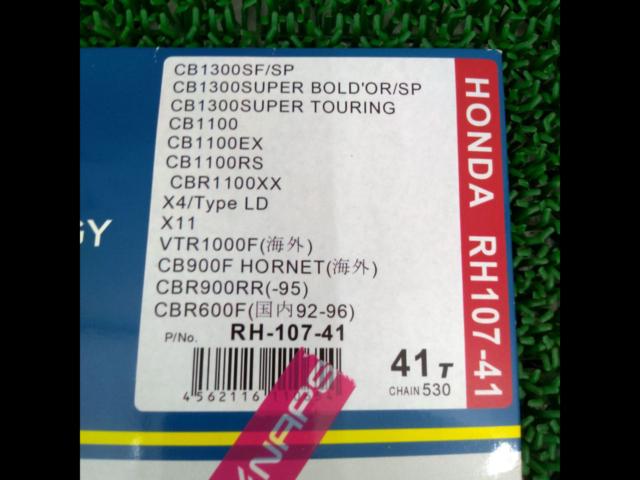 CB1300SF/SP
CB1300SUPER BOLD'OR/SP
CB1300SUPER TOURING
CB1100
CB1100EX
CB1100RS
CBR1100XX
X4/Type LD
X11
VTR1000F(海外)
CB900F HORNET(海外)
CBR900RR(-95)
CBR600F(国内92-96)
P/No. RH-107-41
4562116
41T
CHAIN 530
HONDA RH107-41
GY
NAPS